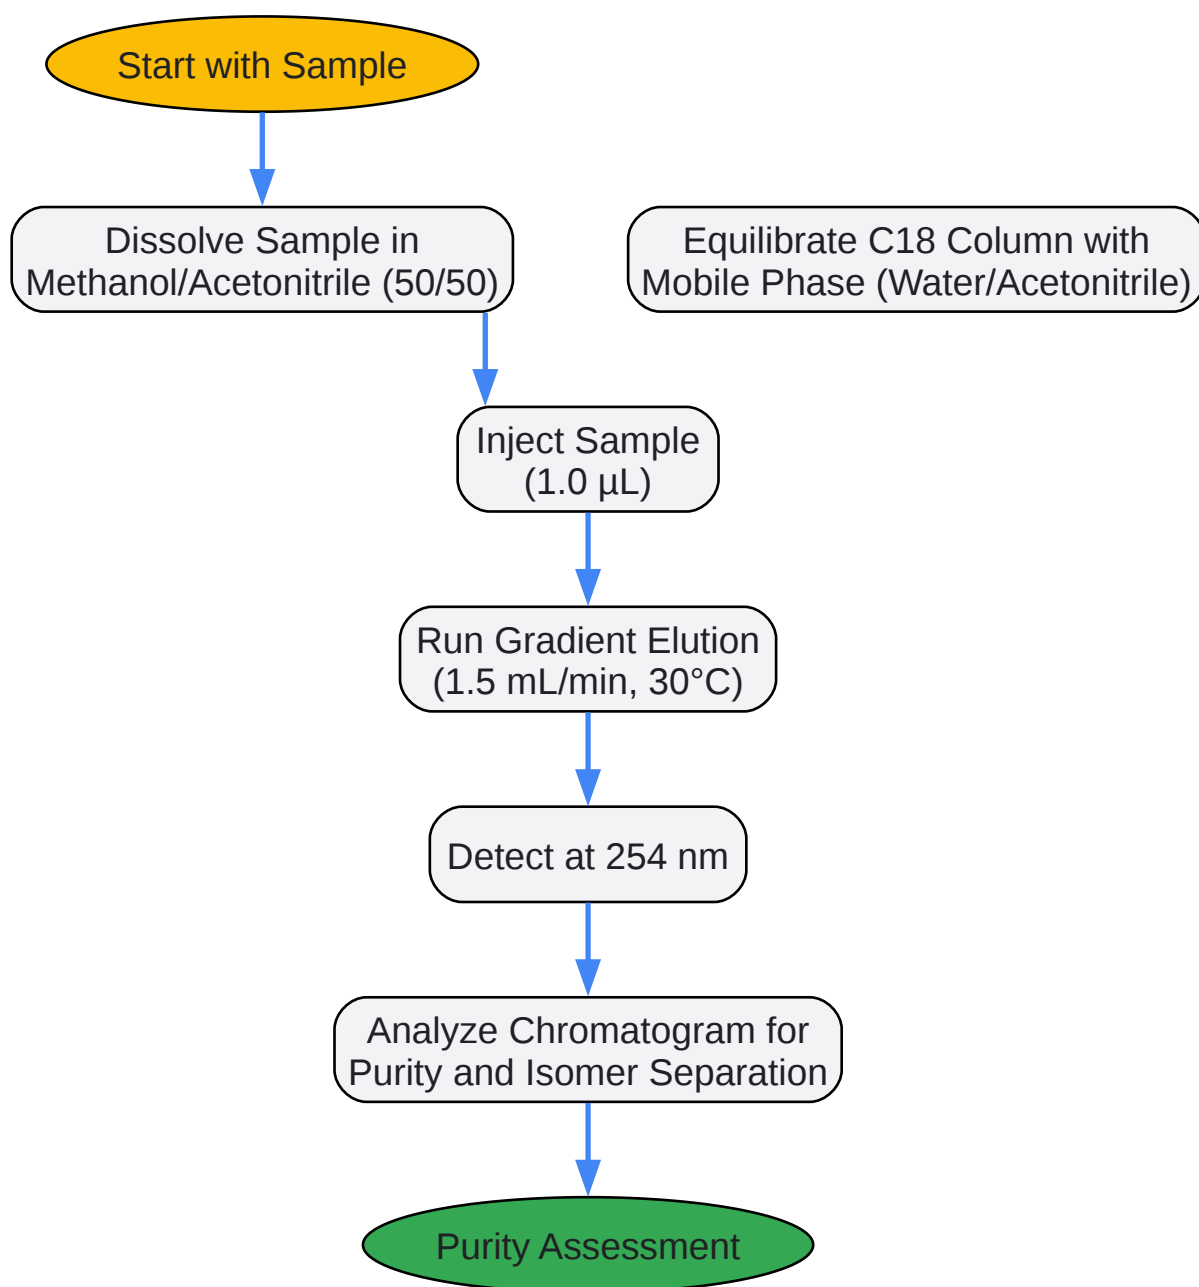 Start with Sample
Dissolve Sample in
Methanol/Acetonitrile (50/50)
Equilibrate C18 Column with
Mobile Phase (Water/Acetonitrile)
Inject Sample
(1.0 µL)
Run Gradient Elution
(1.5 mL/min, 30°C)
Detect at 254 nm
Analyze Chromatogram for
Purity and Isomer Separation
Purity Assessment